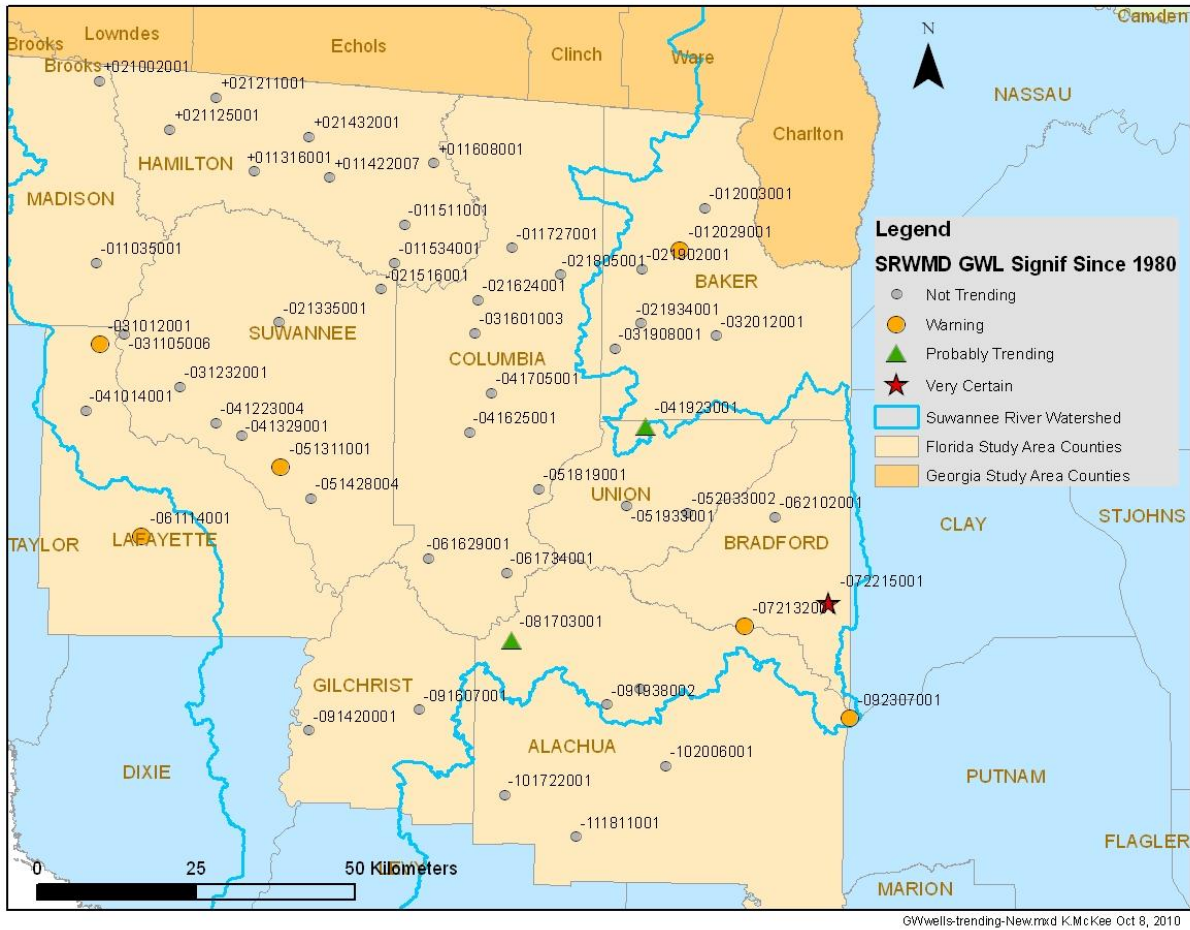 Camden
Brooks
Lowndes
Echols
Clinch
Ware
N
Brooks
+021002001
+021211001
NASSAU
+021125001
+021432001
Charlton
HAMILTON
+011316001
+011422007
+011608001
MADISON
-012003001
-011511001
-012029001
-011727001
Legend
SRWMD GWL Signif Since 1980
-011035001
-011534001
-021805001
-021902001
-021516001
BAKER
Not Trending
-021624001
-021335001
SUWANNEE
-021934001
-032012001
Warning
-031012001
-031105006
-031601003
-031908001
COLUMBIA
Probably Trending
-031232001
-041705001
Very Certain
-041014001
-041223004
-041923001
Suwannee River Watershed
-041329001
-041625001
Florida Study Area Counties
-051311001
Georgia Study Area Counties
-051428004
-051819001
UNION
-052033002
-062102001
-051933001
CLAY
STJOHNS
-061114001
TAYLOR
LAFAYETTE
BRADFORD
-061629001
-061734001
-072215001
-07213200
-081703001
GILCHRIST
-091607001
-091938002
-092307001
-091420001
ALACHUA
DIXIE
-102006001
PUTNAM
-101722001
-111811001
FLAGLER
0 25 50 Kilometers
MARION
GWwells-trending-New.mxd K.McKee Oct 8, 2010